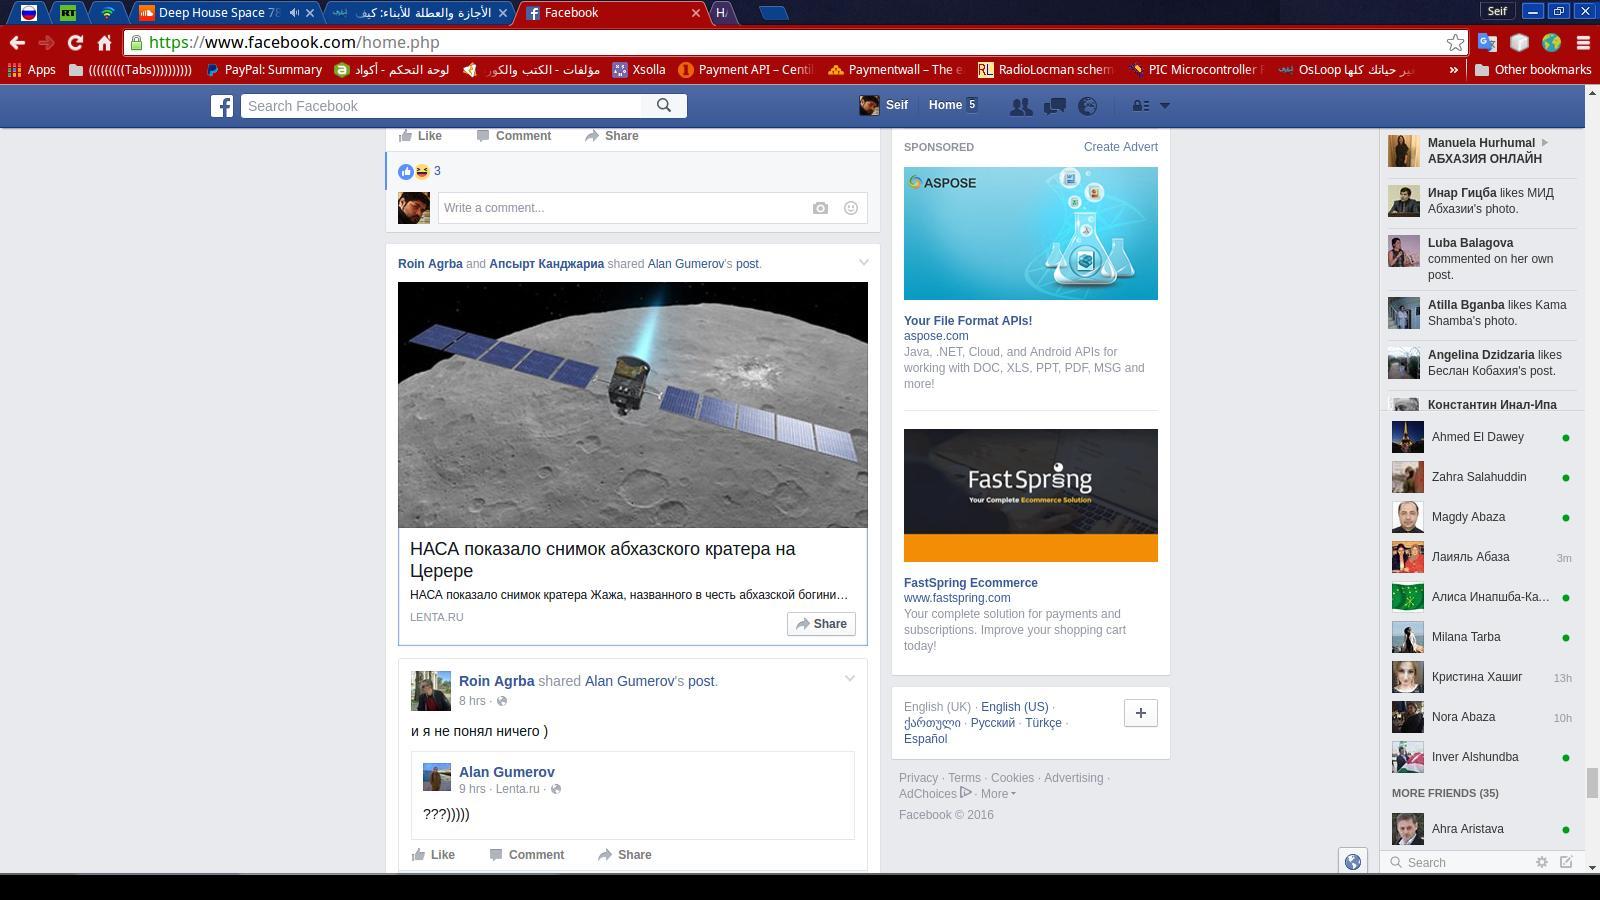 Deep House Space 78
الأجازة والعطلة للأبناء: كيف
Facebook
Seif
https://www.facebook.com/home.php
Apps
(((((((((Tabs))))))))))
PayPal: Summary
لوحة التحكم - أكواد
مؤلفات - الكتب والكور
Xsolla
Payment API – Centi
Paymentwall – The e
RadioLocman schem
PIC Microcontroller
OsLoop غير حياتك كلها
»
Other bookmarks
Search Facebook
Seif
Home 5
Like Comment Share
3
Write a comment...
Roin Agrba and Апсырт Канджариа shared Alan Gumerov's post.
НАСА показало снимок абхазского кратера на
Церере
НАСА показало снимок кратера Жажа, названного в честь абхазской богини…
LENTA.RU
Share
Roin Agrba shared Alan Gumerov's post.
8 hrs ·
и я не понял ничего )
Alan Gumerov
9 hrs · Lenta.ru ·
???)))))
Like Comment Share
SPONSORED
Create Advert
ASPOSE
Your File Format APIs!
aspose.com
Java, .NET, Cloud, and Android APIs for
working with DOC, XLS, PPT, PDF, MSG and
more!
FastSpring
Your Complete Ecommerce Solution
FastSpring Ecommerce
www.fastspring.com
Your complete solution for payments and
subscriptions. Improve your shopping cart
today!
English (UK) · English (US) ·
ქართული · Русский · Türkçe ·
Español
Privacy · Terms · Cookies · Advertising ·
AdChoices · More
Facebook © 2016
Manuela Hurhumal
АБХАЗИЯ ОНЛАЙН
Инар Гицба likes МИД
Абхазии's photo.
Luba Balagova
commented on her own
post.
Atilla Bganba likes Kama
Shamba's photo.
Angelina Dzidzaria likes
Беслан Кобахия's post.
Константин Инал-Ипа
Ahmed El Dawey
Zahra Salahuddin
Magdy Abaza
Лаияль Абаза 3m
Алиса Инапшба-Ка...
Milana Tarba
Кристина Хашиг 13h
Nora Abaza 10h
Inver Alshundba
MORE FRIENDS (35)
Ahra Aristava
Search